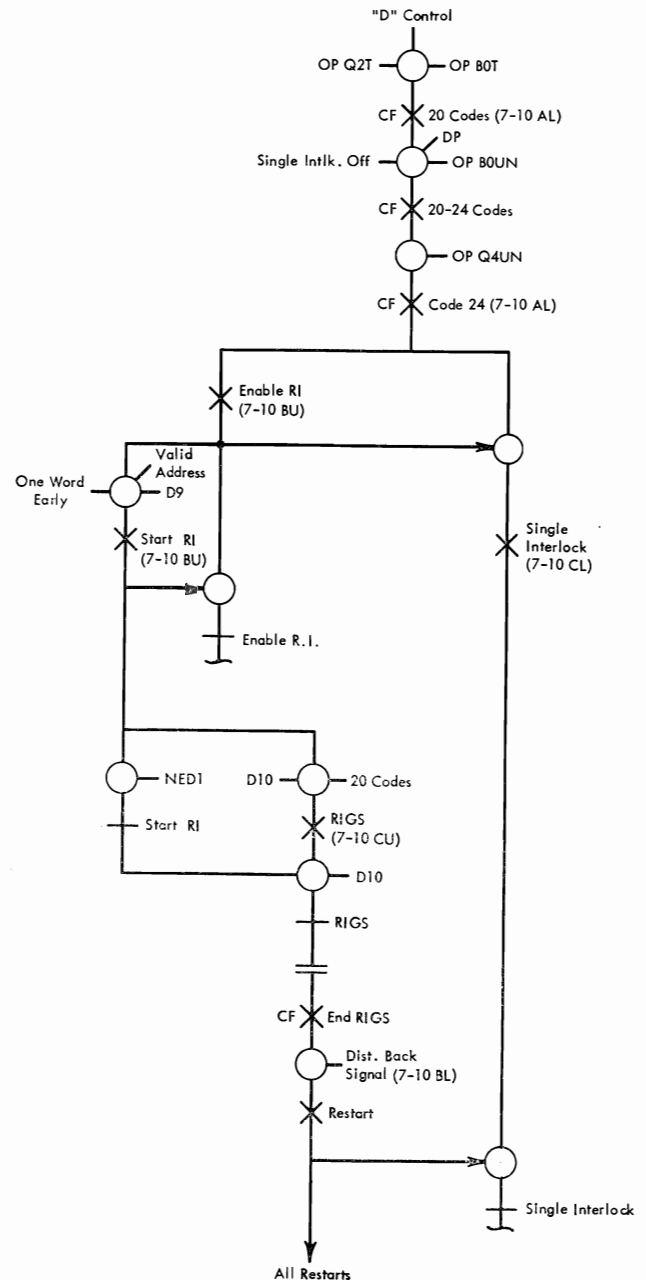 "D" Control
OP Q2T
OP B0T
CF
20 Codes (7-10 AL)
DP
Single Intlk. Off
OP B0UN
CF
20-24 Codes
OP Q4UN
CF
Code 24 (7-10 AL)
Enable RI
(7-10 BU)
Valid
Address
One Word
Early
D9
Start RI
(7-10 BU)
Single
Interlock
(7-10 CL)
Enable R.I.
NED1
D10
20 Codes
Start RI
RIGS
(7-10 CU)
D10
RIGS
CF
End RIGS
Dist. Back
Signal (7-10 BL)
Restart
Single Interlock
All Restarts